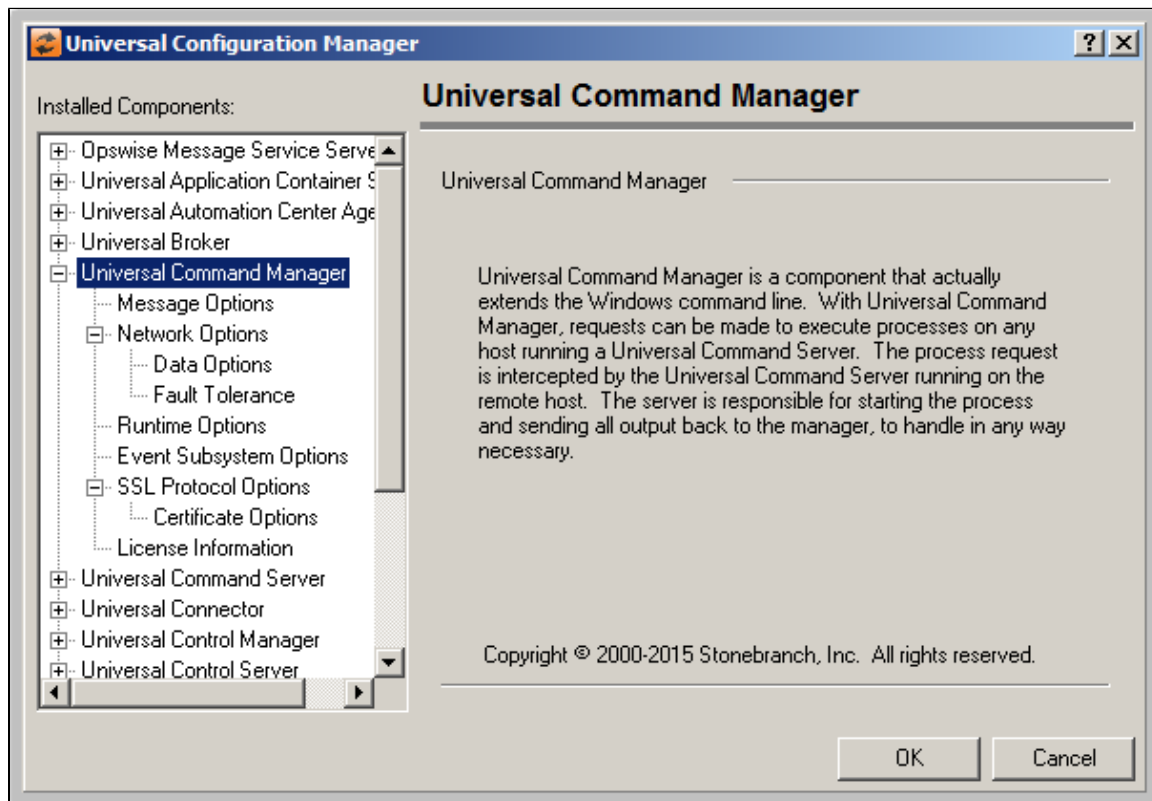 Universal Configuration Manager
Installed Components:
Opswise Message Service Serve
Universal Application Container S
Universal Automation Center Age
Universal Broker
Universal Command Manager
Message Options
Network Options
Data Options
Fault Tolerance
Runtime Options
Event Subsystem Options
SSL Protocol Options
Certificate Options
License Information
Universal Command Server
Universal Connector
Universal Control Manager
Universal Control Server
Universal Command Manager
Universal Command Manager
Universal Command Manager is a component that actually
extends the Windows command line. With Universal Command
Manager, requests can be made to execute processes on any
host running a Universal Command Server. The process request
is intercepted by the Universal Command Server running on the
remote host. The server is responsible for starting the process
and sending all output back to the manager, to handle in any way
necessary.
Copyright © 2000-2015 Stonebranch, Inc. All rights reserved.
OK
Cancel